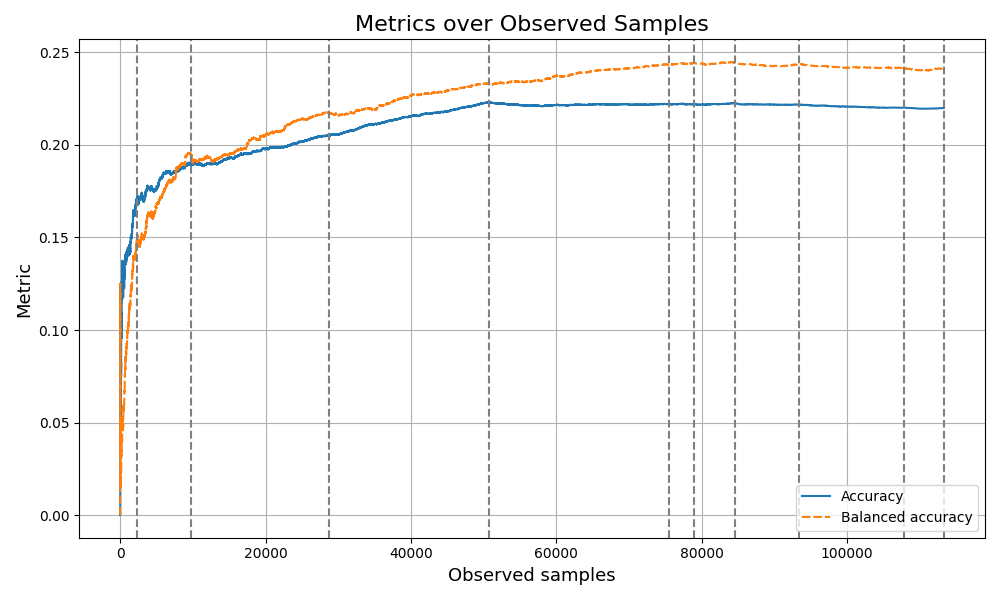 Metrics over Observed Samples
Metric
0.25
0.20
0.15
0.10
0.05
0.00
0
20000
40000
60000
80000
100000
Observed samples
Accuracy
Balanced accuracy